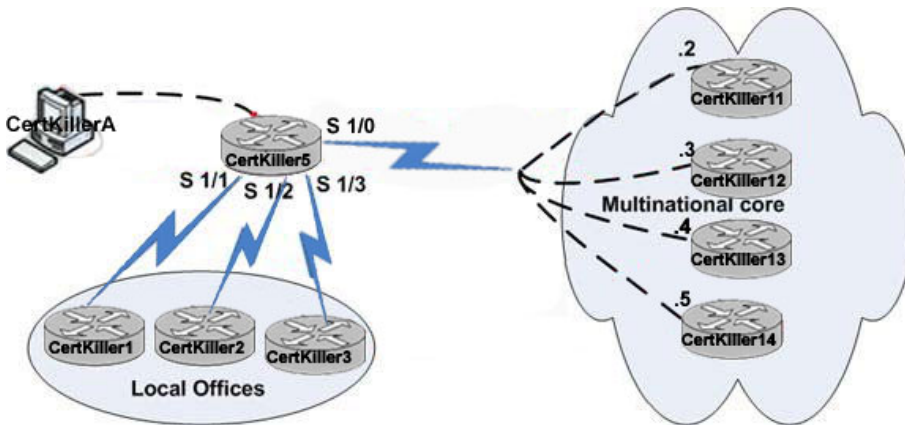 .2
CertKiller11
CertKillerA
S 1/0
CertKiller5
.3
CertKiller12
S 1/1
S 1/2
S 1/3
Multinational core
.4
CertKiller13
.5
CertKiller14
CertKiller1
CertKiller2
CertKiller3
Local Offices